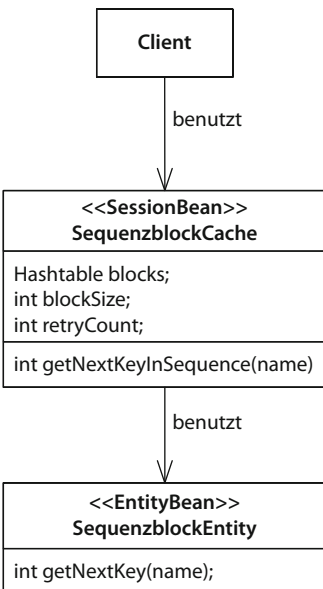 Client
benutzt
<<SessionBean>>
SequenzblockCache
Hashtable blocks;
int blockSize;
int retryCount;
int getNextKeyInSequence(name)
benutzt
<<EntityBean>>
SequenzblockEntity
int getNextKey(name);